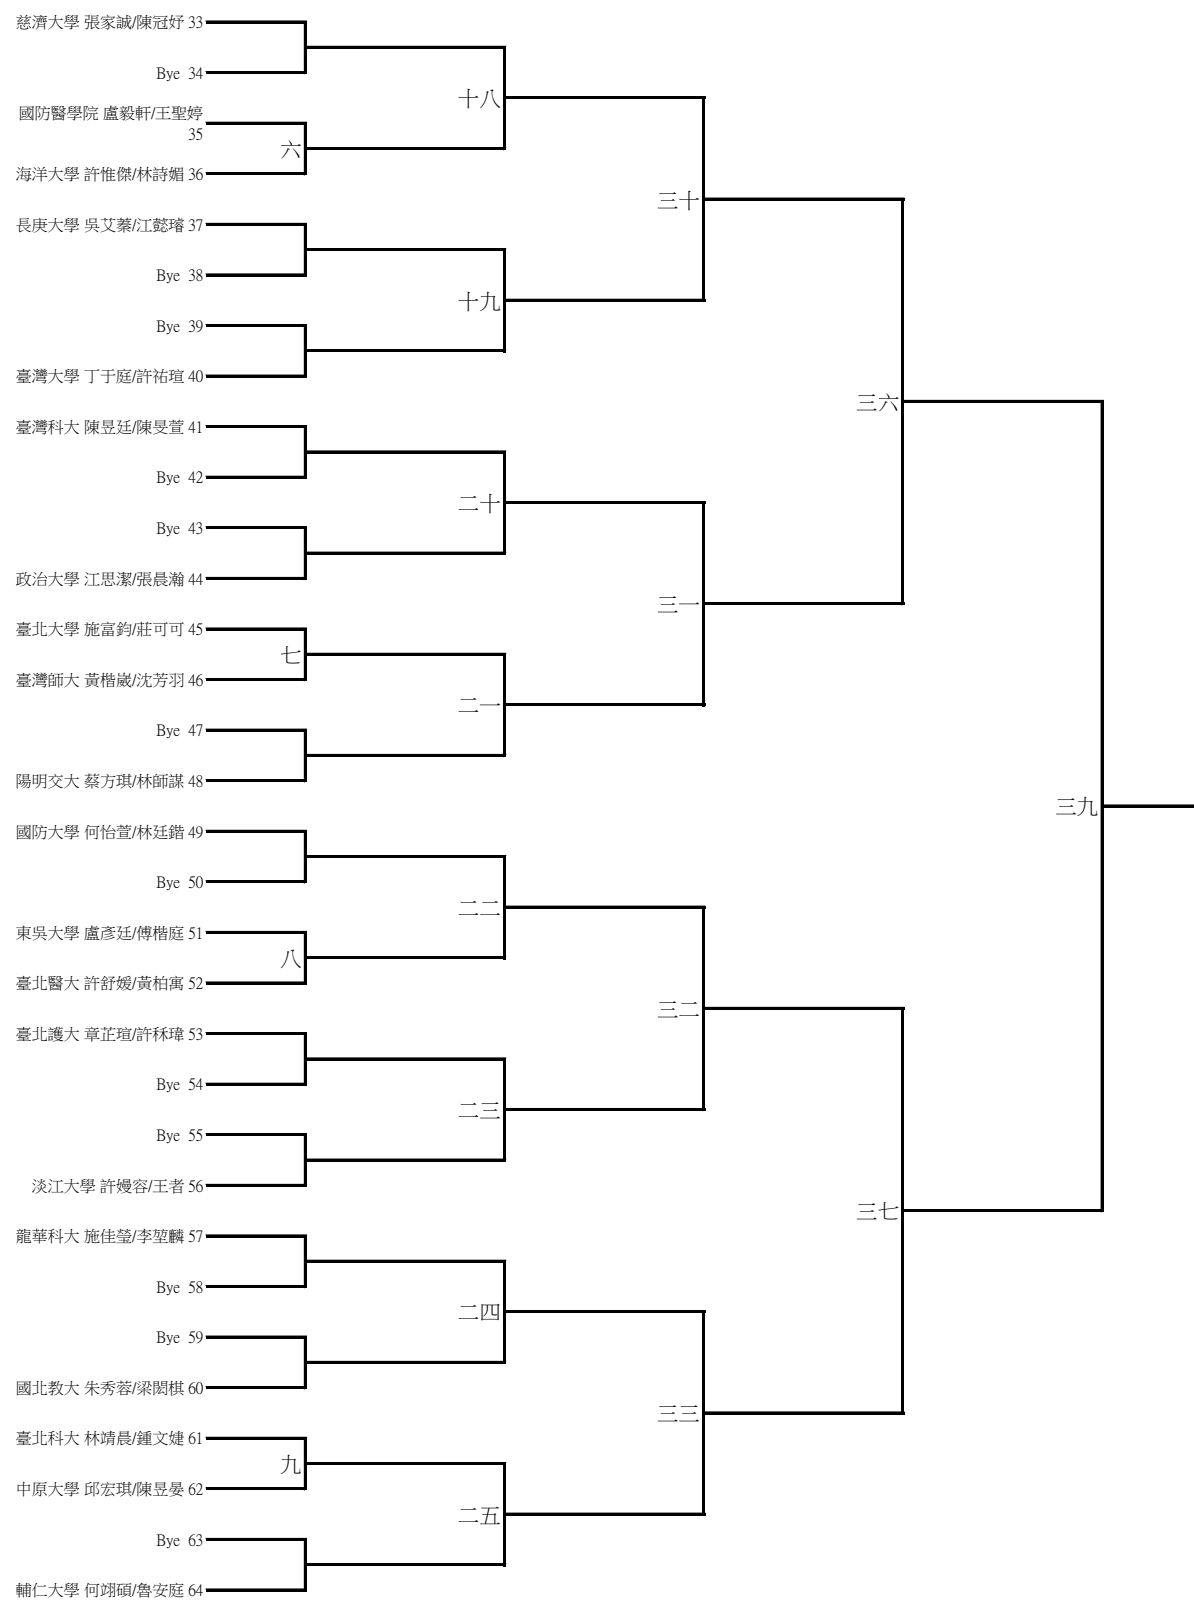 慈濟大學 張家誠/陳冠妤 33
Bye 34
十八
國防醫學院 盧毅軒/王聖婷
35
六
海洋大學 許惟傑/林詩媚 36
三十
長庚大學 吳艾蓁/江懿璿 37
Bye 38
十九
Bye 39
臺灣大學 丁于庭/許祐瑄 40
三六
臺灣科大 陳昱廷/陳旻萱 41
Bye 42
二十
Bye 43
政治大學 江思潔/張晨瀚 44
三一
臺北大學 施富鈞/莊可可 45
七
臺灣師大 黃楷崴/沈芳羽 46
二一
Bye 47
陽明交大 蔡方琪/林師謀 48
三九
國防大學 何怡萱/林廷鍇 49
Bye 50
二二
東吳大學 盧彥廷/傅楷庭 51
八
臺北醫大 許舒媛/黃柏寓 52
三二
臺北護大 章芷瑄/許秝瑋 53
Bye 54
二三
Bye 55
淡江大學 許嫚容/王者 56
三七
龍華科大 施佳瑩/李堃麟 57
Bye 58
二四
Bye 59
國北教大 朱秀蓉/梁閎棋 60
三三
臺北科大 林靖晨/鍾文婕 61
九
中原大學 邱宏琪/陳昱晏 62
二五
Bye 63
輔仁大學 何翊碩/魯安庭 64